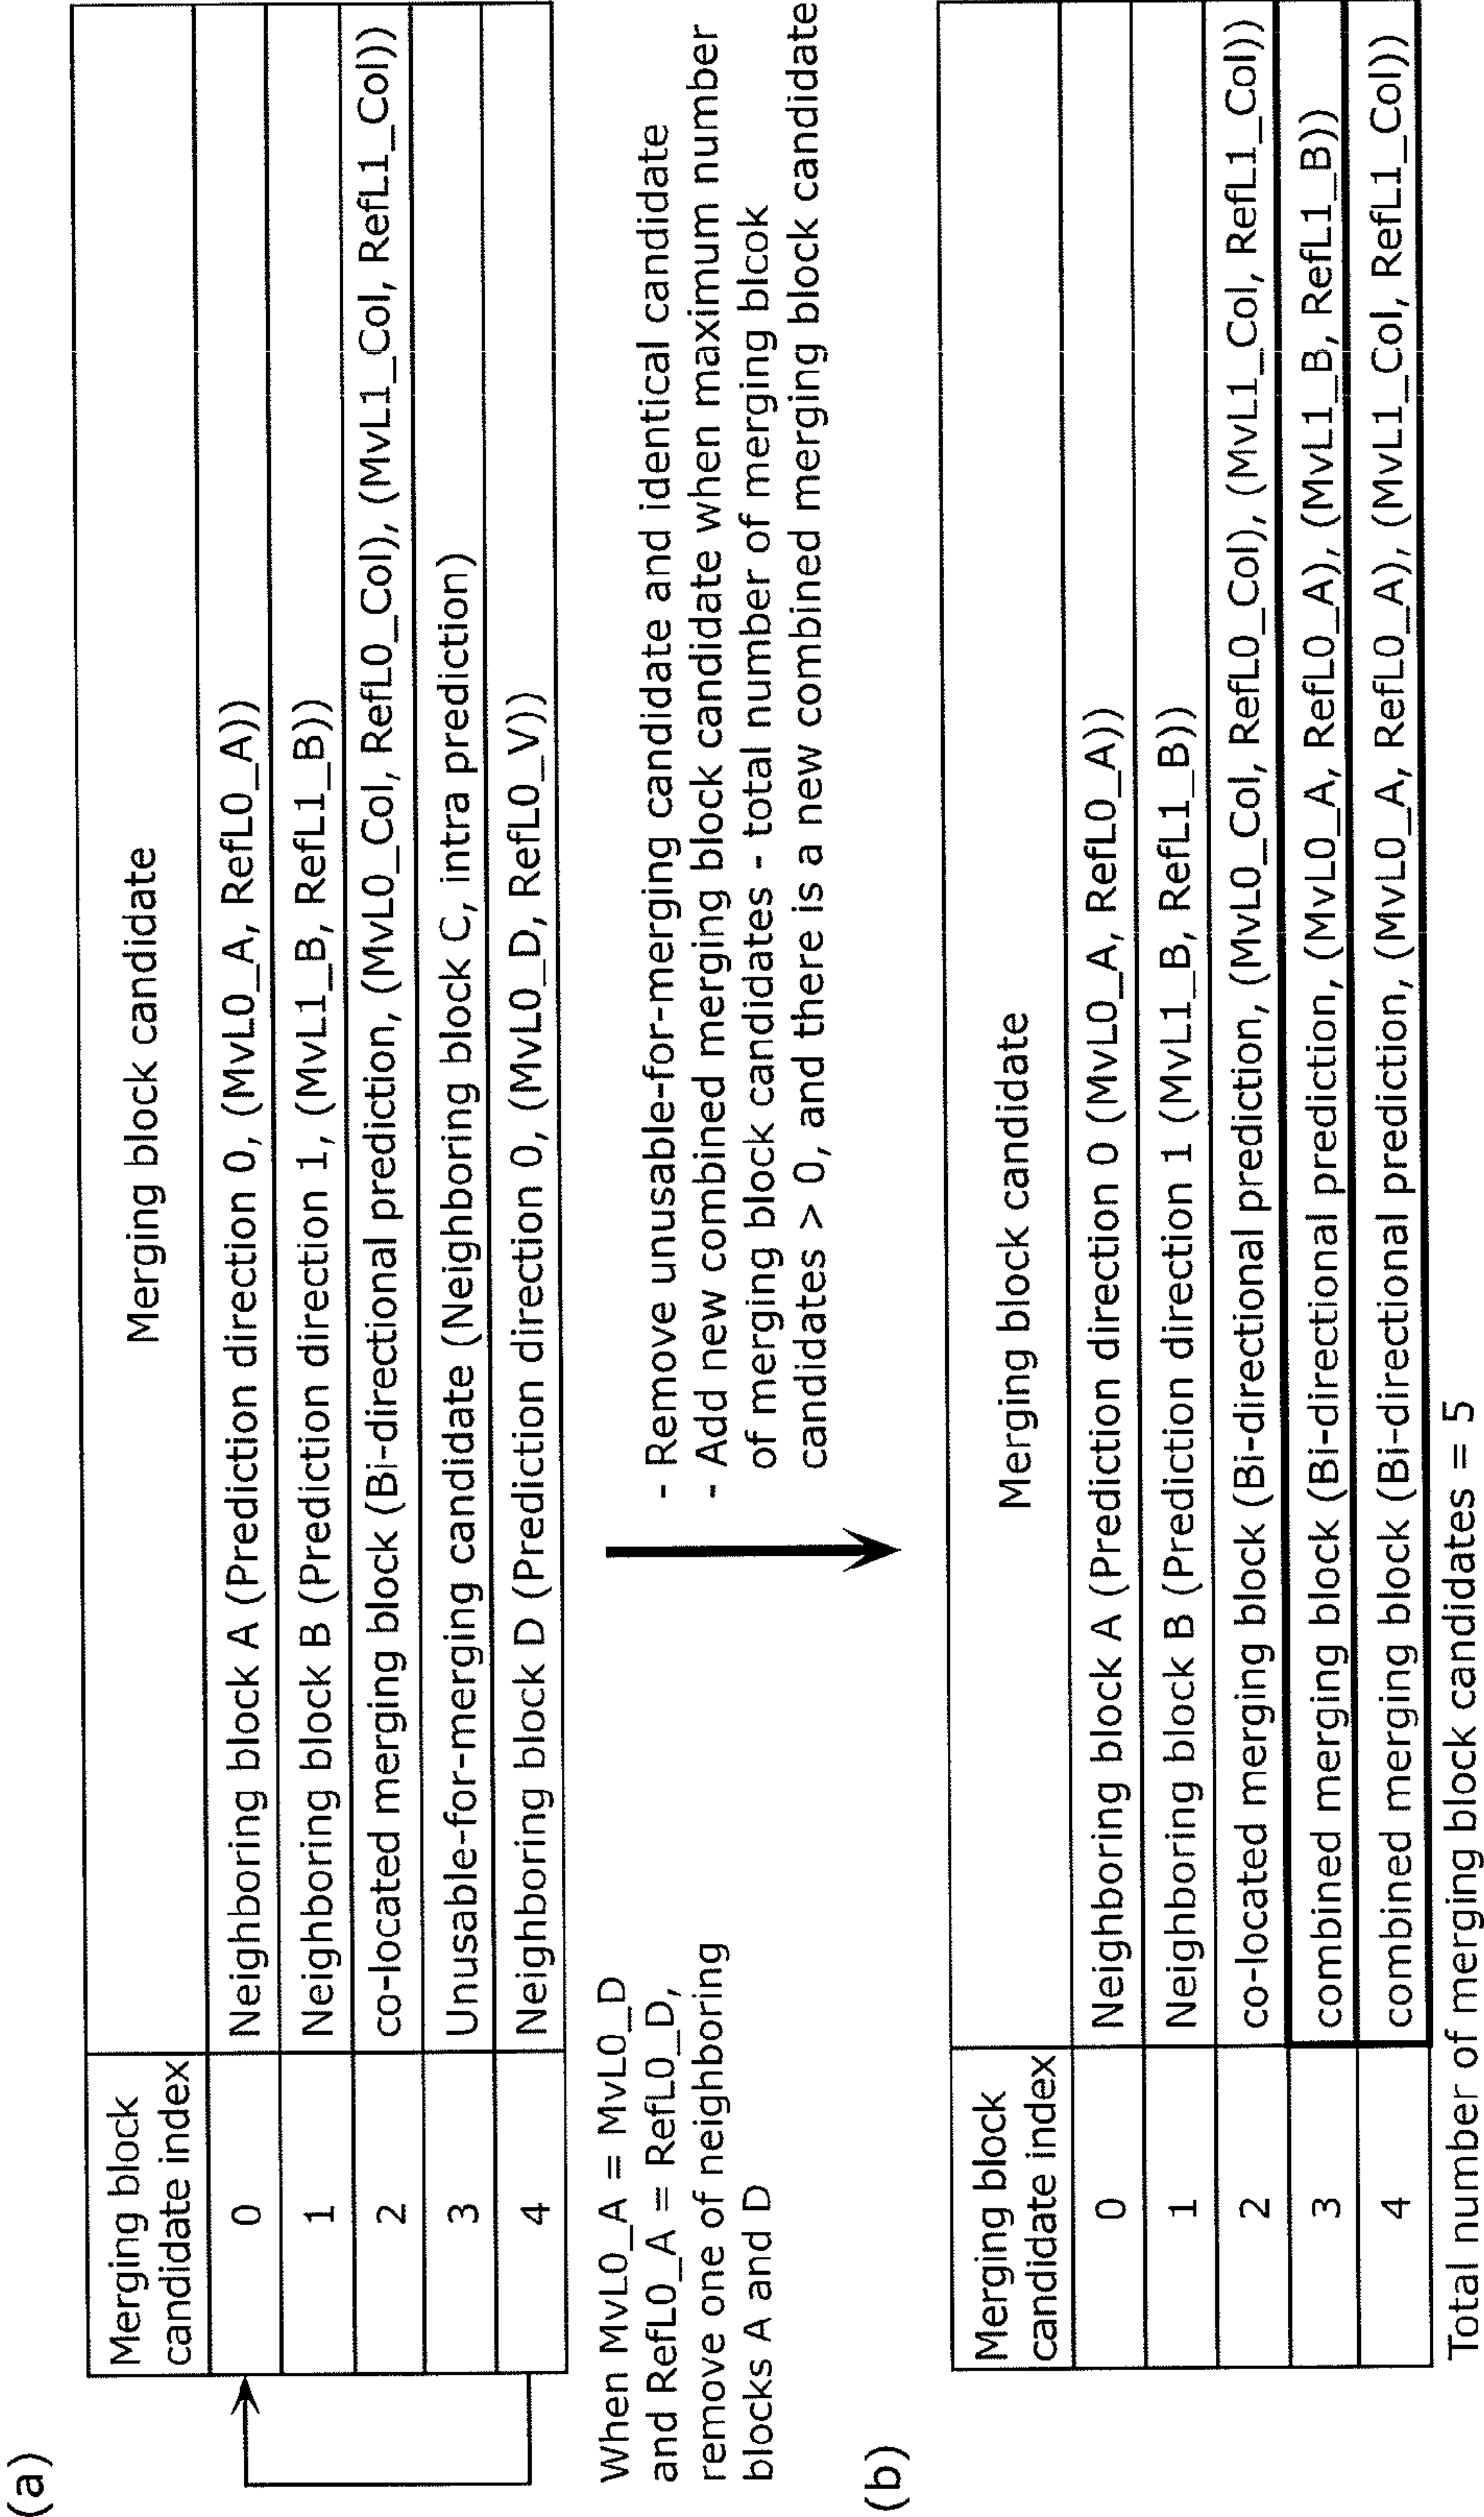 (a)
Merging block
candidate index
Merging block candidate
0
Neighboring block A (Prediction direction 0, (MvL0_A, RefL0_A))
1
Neighboring block B (Prediction direction 1, (MvL1_B, RefL1_B))
2
co-located merging block (Bi-directional prediction, (MvL0_Col, RefL0_Col), (MvL1_Col, RefL1_Col))
3
Unusable-for-merging candidate (Neighboring block C, intra prediction)
4
Neighboring block D (Prediction direction 0, (MvL0_D, RefL0_V))
When MvL0_A = MvL0_D
and RefL0_A = RefL0_D,
remove one of neighboring
blocks A and D
- Remove unusable-for-merging candidate and identical candidate
- Add new combined merging block candidate when maximum number
of merging block candidates - total number of merging blcok
candidates > 0, and there is a new combined merging block candidate
(b)
Merging block
candidate index
Merging block candidate
0
Neighboring block A (Prediction direction 0 (MvL0_A, RefL0_A))
1
Neighboring block B (Prediction direction 1 (MvL1_B, RefL1_B))
2
co-located merging block (Bi-directional prediction, (MvL0_Col, RefL0_Col), (MvL1_Col, RefL1_Col))
3
combined merging block (Bi-directional prediction, (MvL0_A, RefL0_A), (MvL1_B, RefL1_B))
4
combined merging block (Bi-directional prediction, (MvL0_A, RefL0_A), (MvL1_Col, RefL1_Col))
Total number of merging block candidates = 5